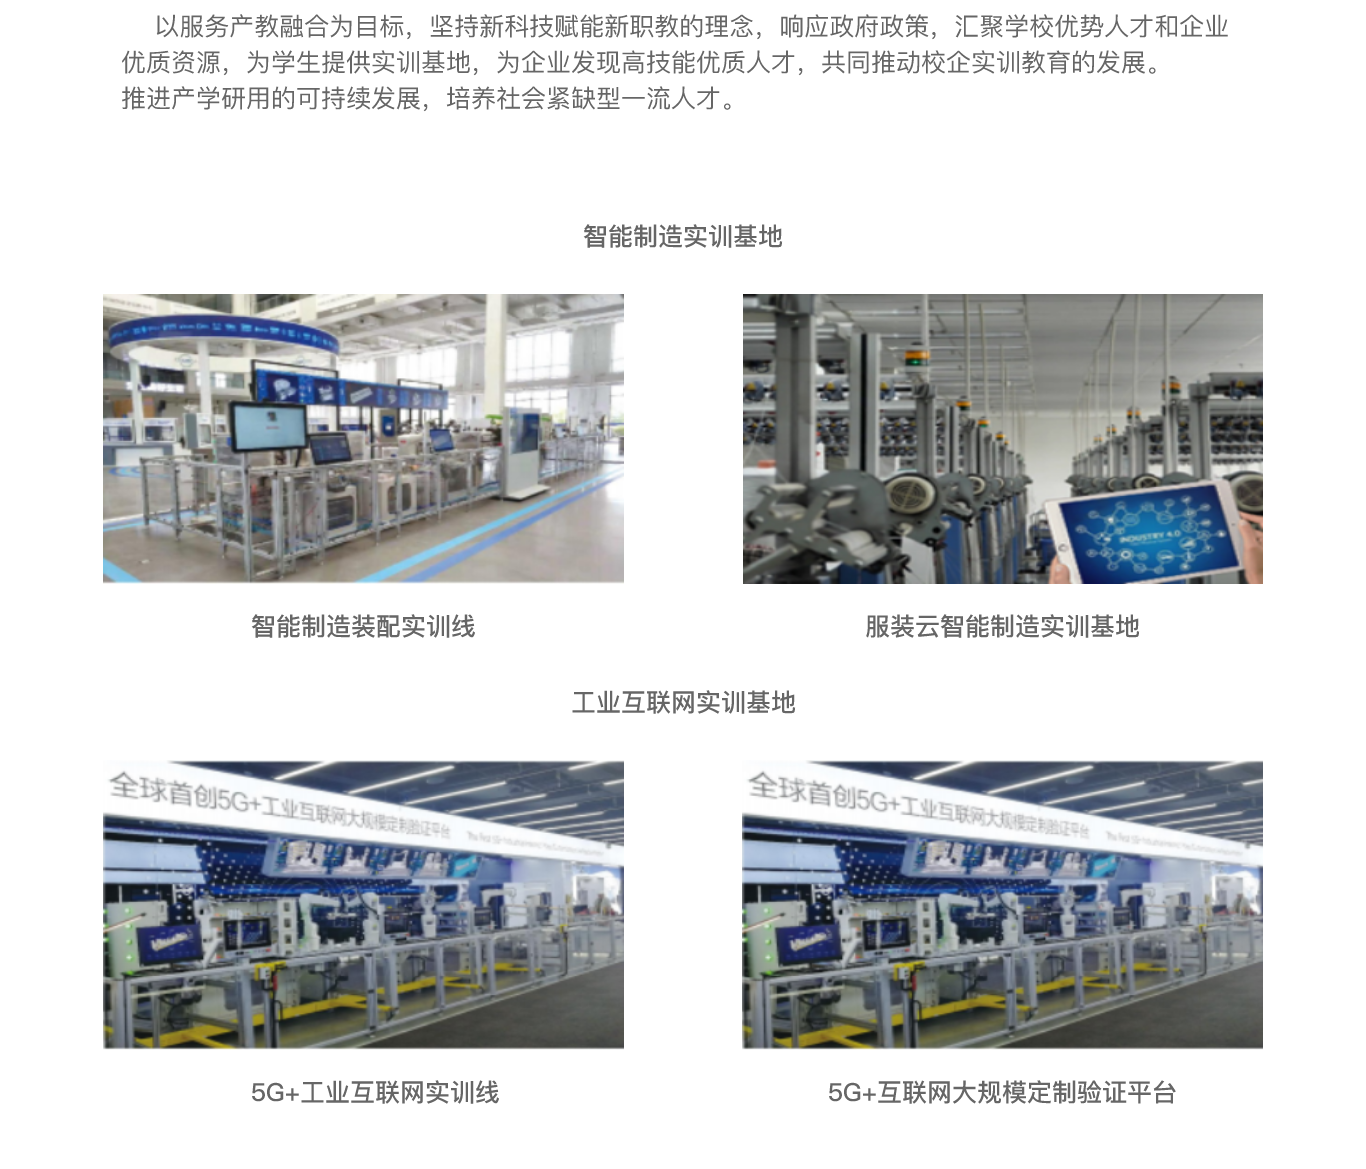 以服务产教融合为目标，坚持新科技赋能新职教的理念，响应政府政策，汇聚学校优势人才和企业
优质资源，为学生提供实训基地，为企业发现高技能优质人才，共同推动校企实训教育的发展。
推进产学研用的可持续发展，培养社会紧缺型一流人才。
智能制造实训基地
INDUSTRY 4.0
智能制造装配实训线
服装云智能制造实训基地
工业互联网实训基地
全球首创5G+工业互联网大规模定制验证平台
全球首创5G+工业互联网大规模定制验证平台
5G+工业互联网实训线
5G+互联网大规模定制验证平台